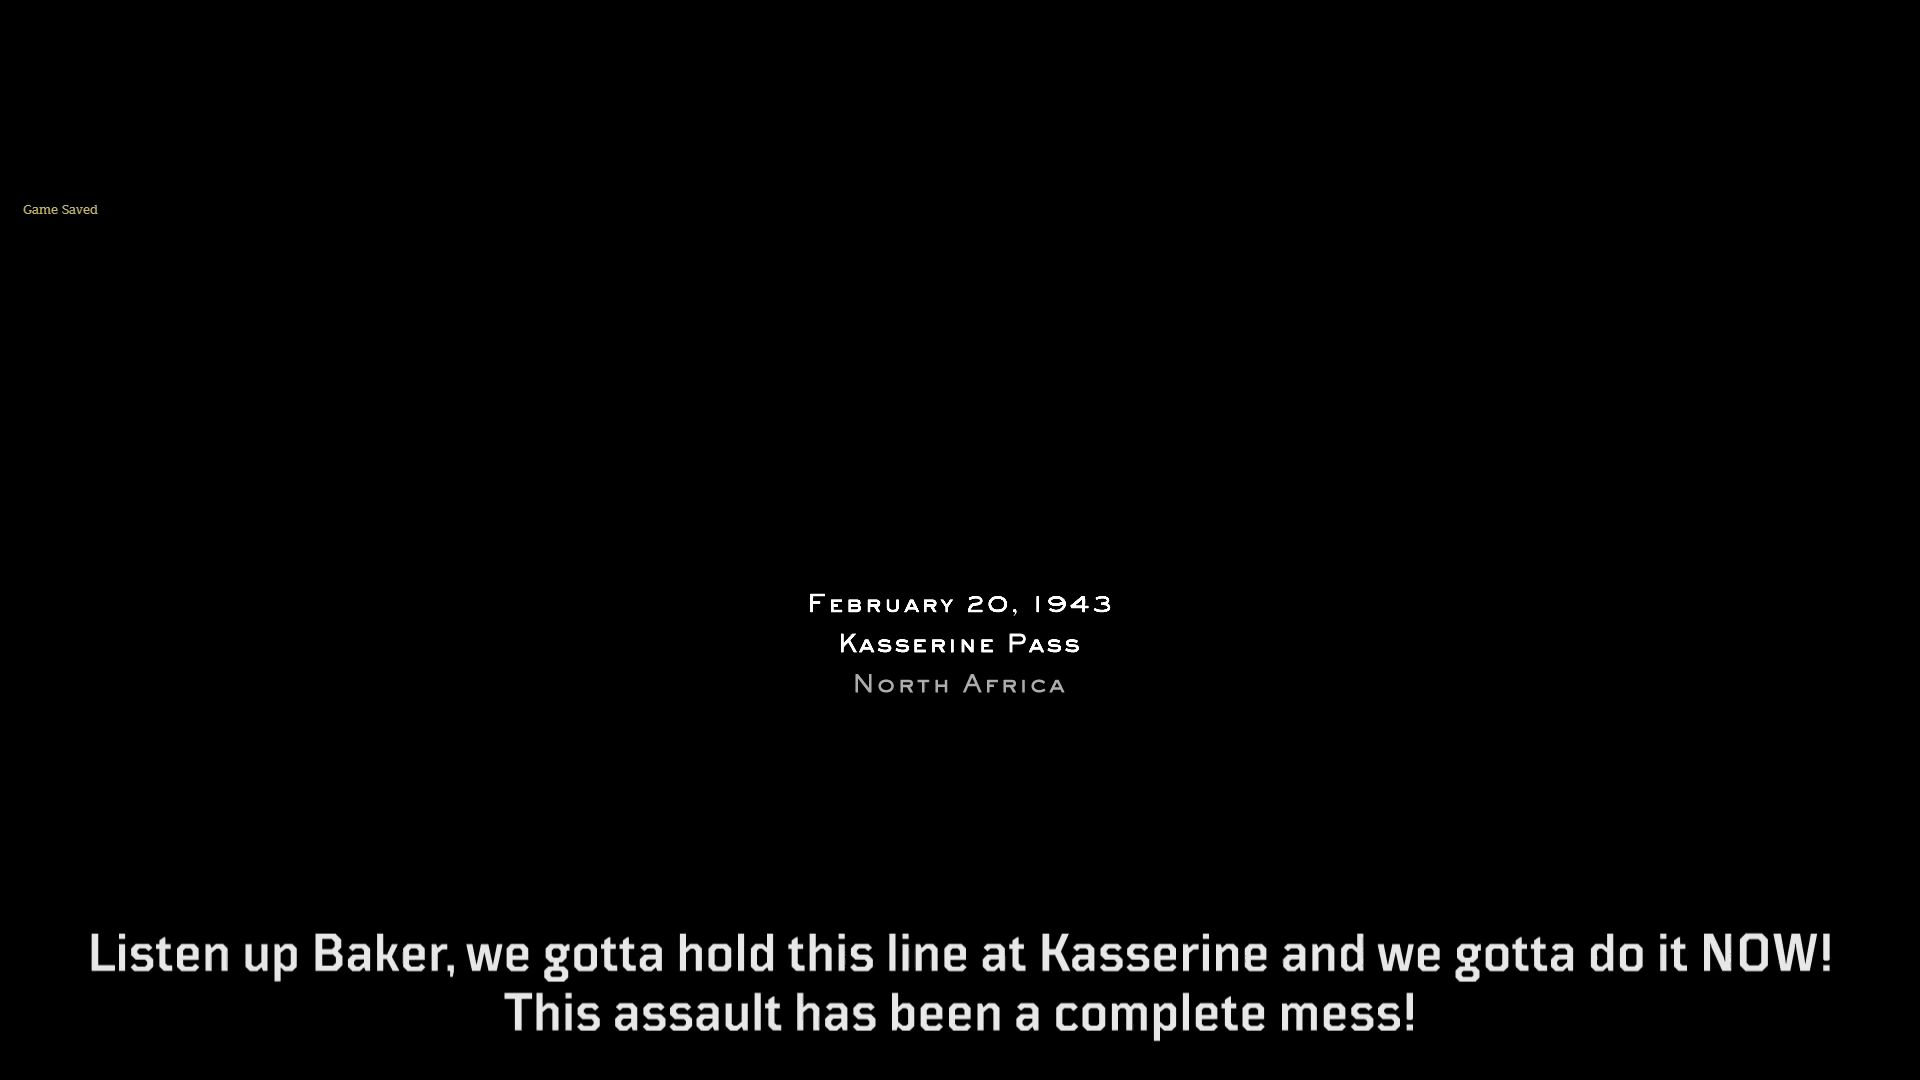 Game Saved
February 20, 1943
Kasserine Pass
North Africa
Listen up Baker, we gotta hold this line at Kasserine and we gotta do it NOW!
This assault has been a complete mess!